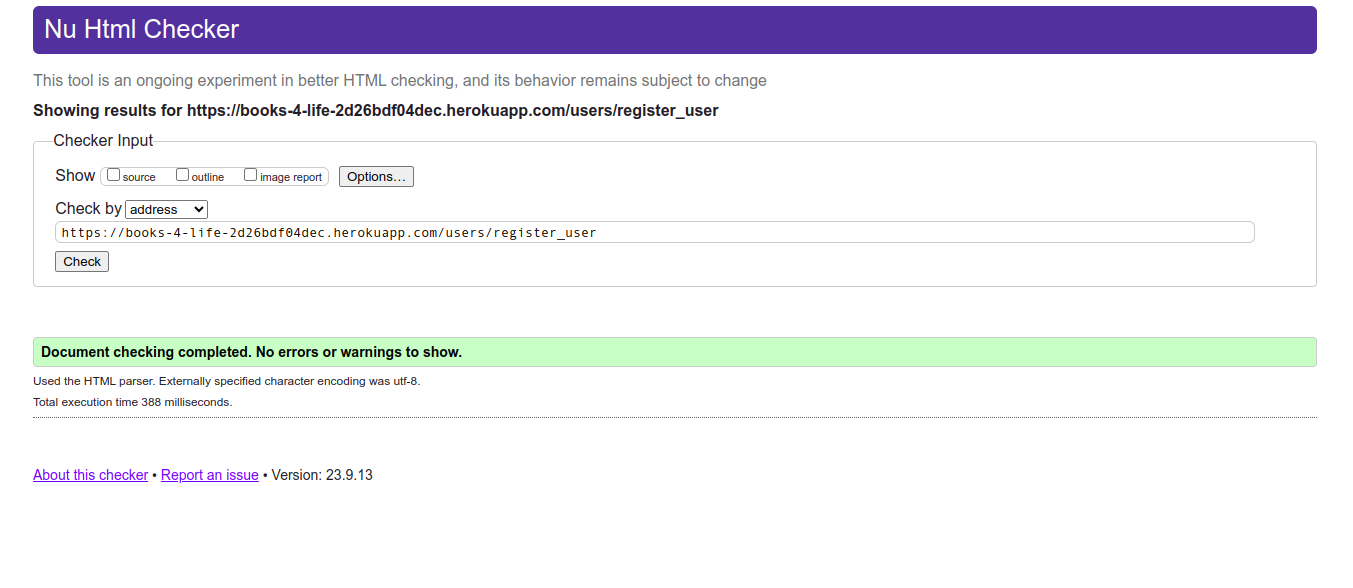 Nu Html Checker
This tool is an ongoing experiment in better HTML checking, and its behavior remains subject to change
Showing results for https://books-4-life-2d26bdf04dec.herokuapp.com/users/register_user
Checker Input
Show source outline image report Options...
Check by address
https://books-4-life-2d26bdf04dec.herokuapp.com/users/register_user
Check
Document checking completed. No errors or warnings to show.
Used the HTML parser. Externally specified character encoding was utf-8.
Total execution time 388 milliseconds.
About this checker • Report an issue • Version: 23.9.13